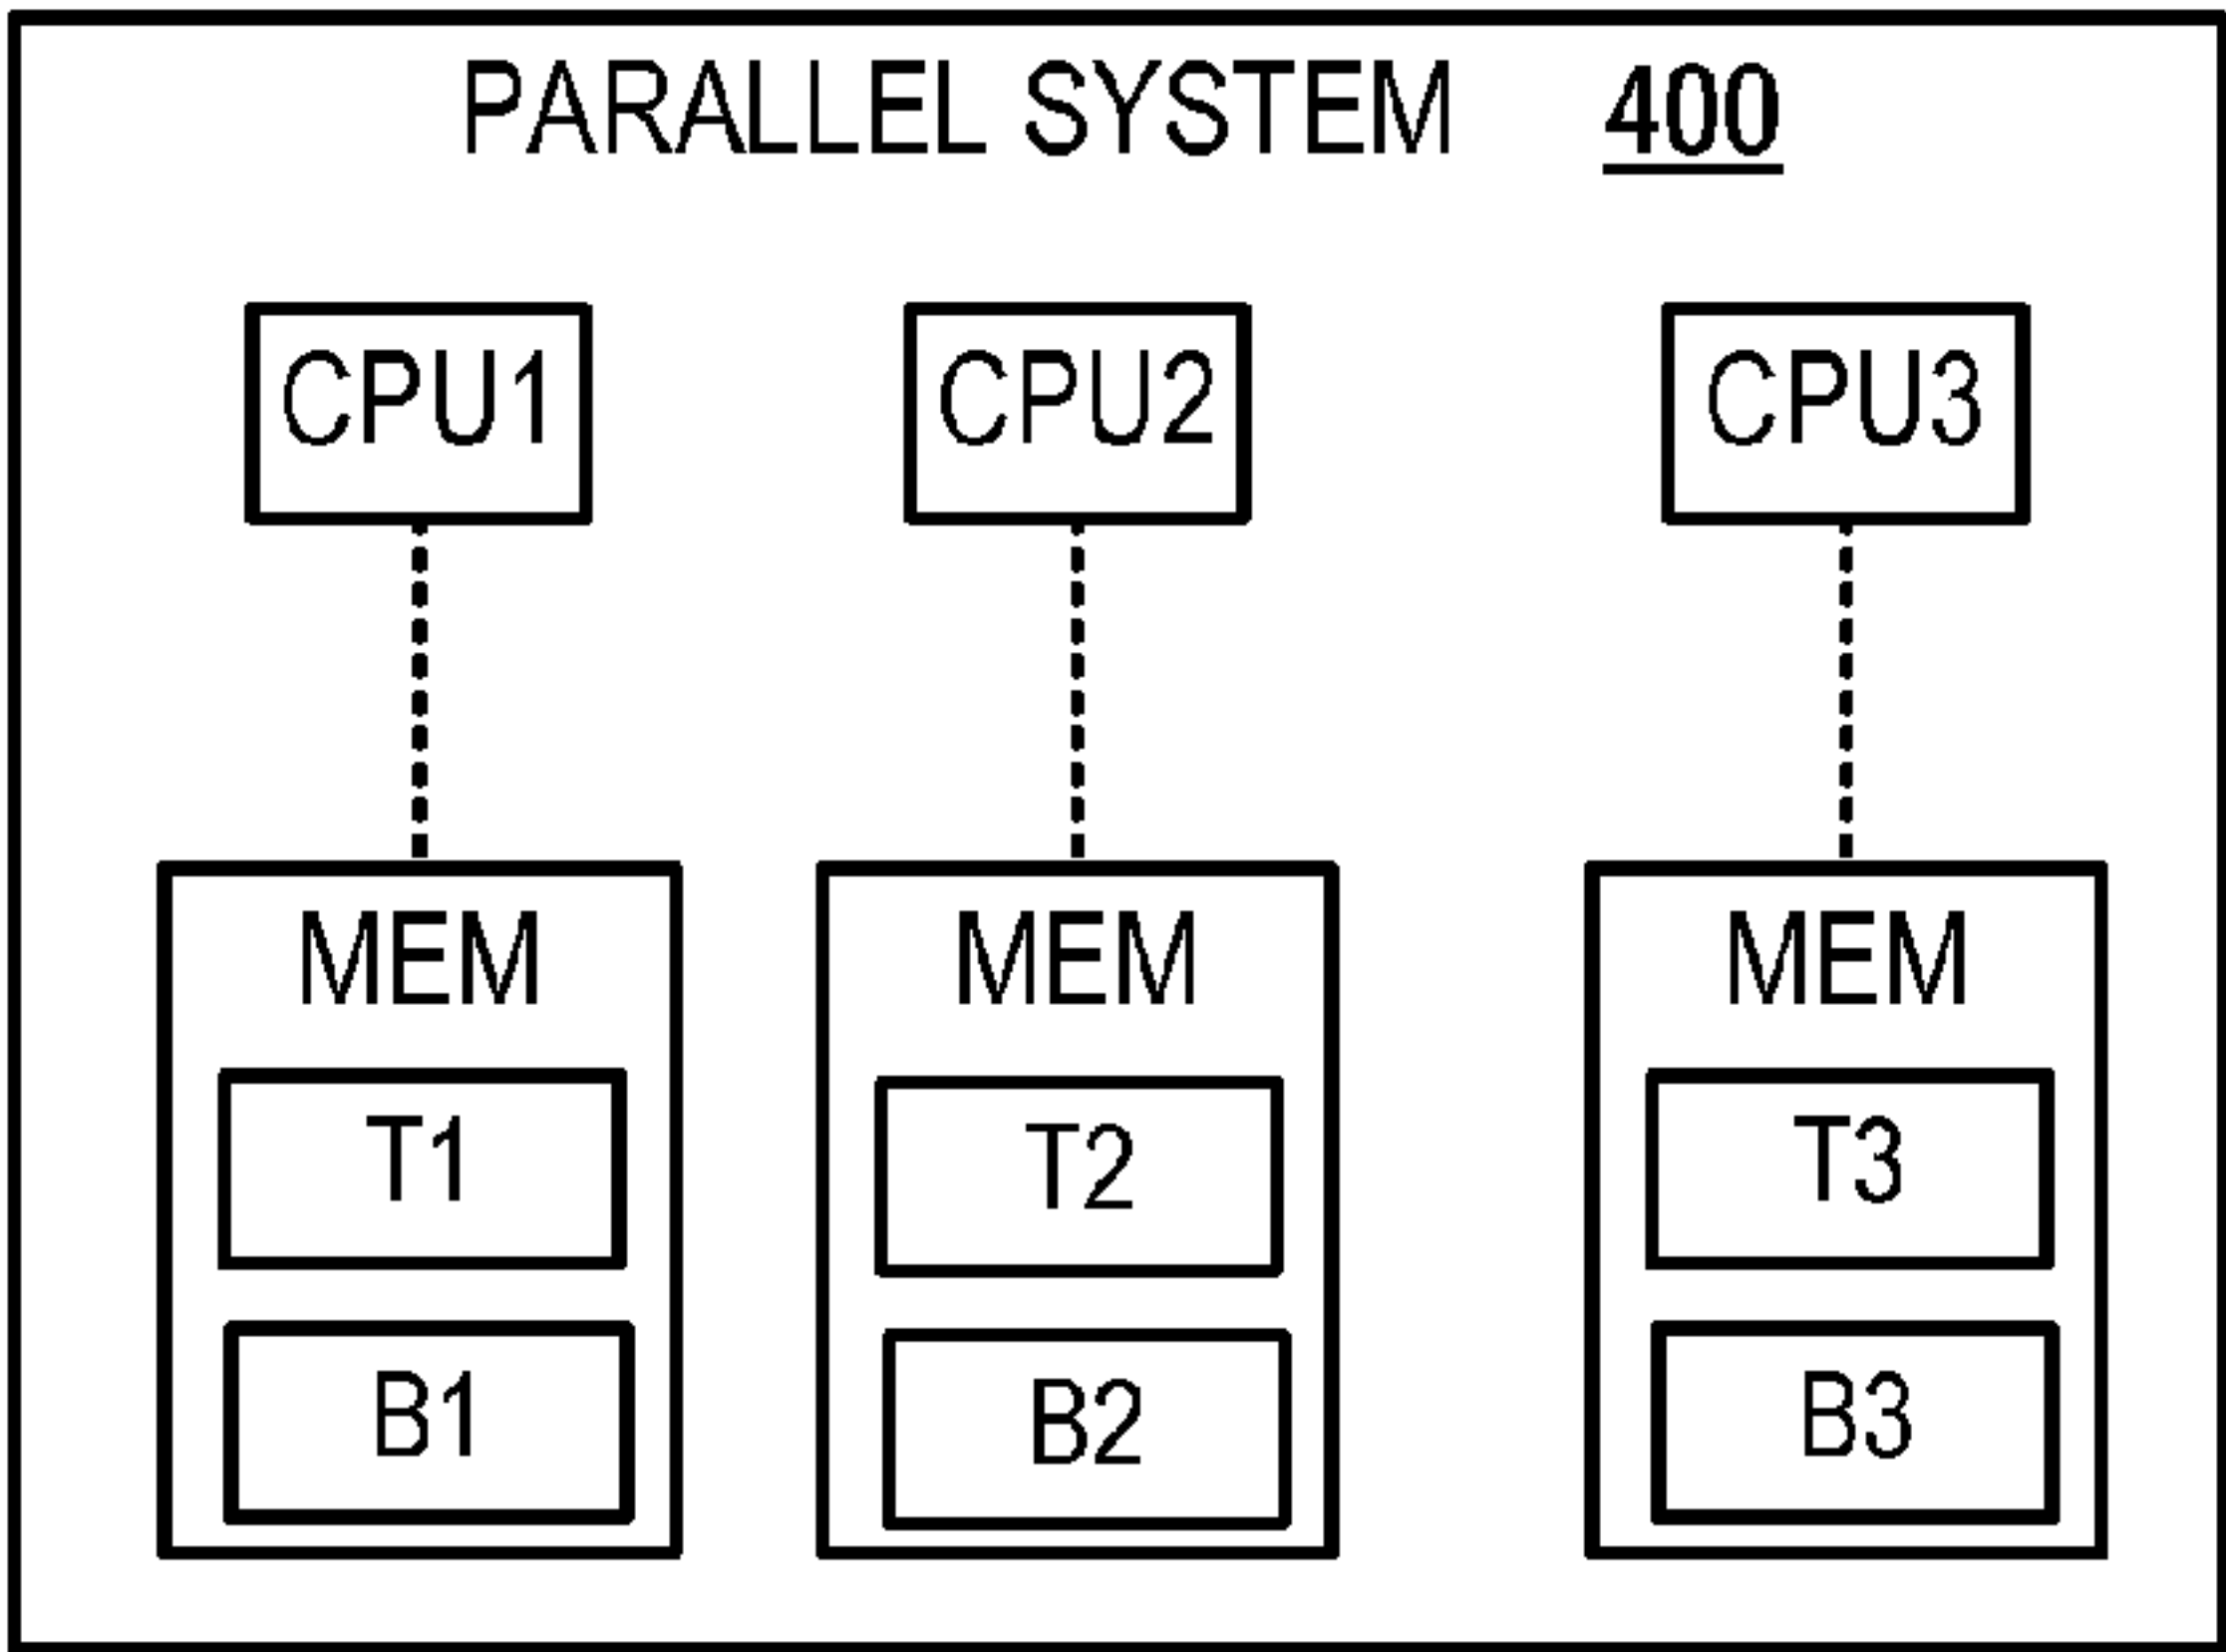 PARALLEL SYSTEM 400
CPU1 CPU2 CPU3
MEM MEM MEM
T1 T2 T3
B1 B2 B3